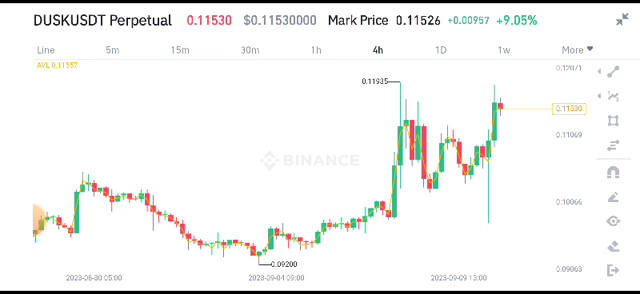 DUSKUSDT Perpetual 0.11530 $0.11530000 Mark Price 0.11526 +0.00957 +9.05%
Line 5m 15m 30m 1h 4h 1D 1w More
AVL 0.11557
0.12071
0.11935
0.11530
0.11069
BINANCE
0.10066
0.09200
0.09063
2023-08-30 05:00 2023-09-04 09:00 2023-09-09 13:00